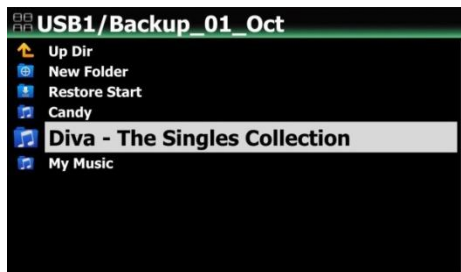 USB1/Backup_01_Oct
Up Dir
New Folder
Restore Start
Candy
Diva - The Singles Collection
My Music